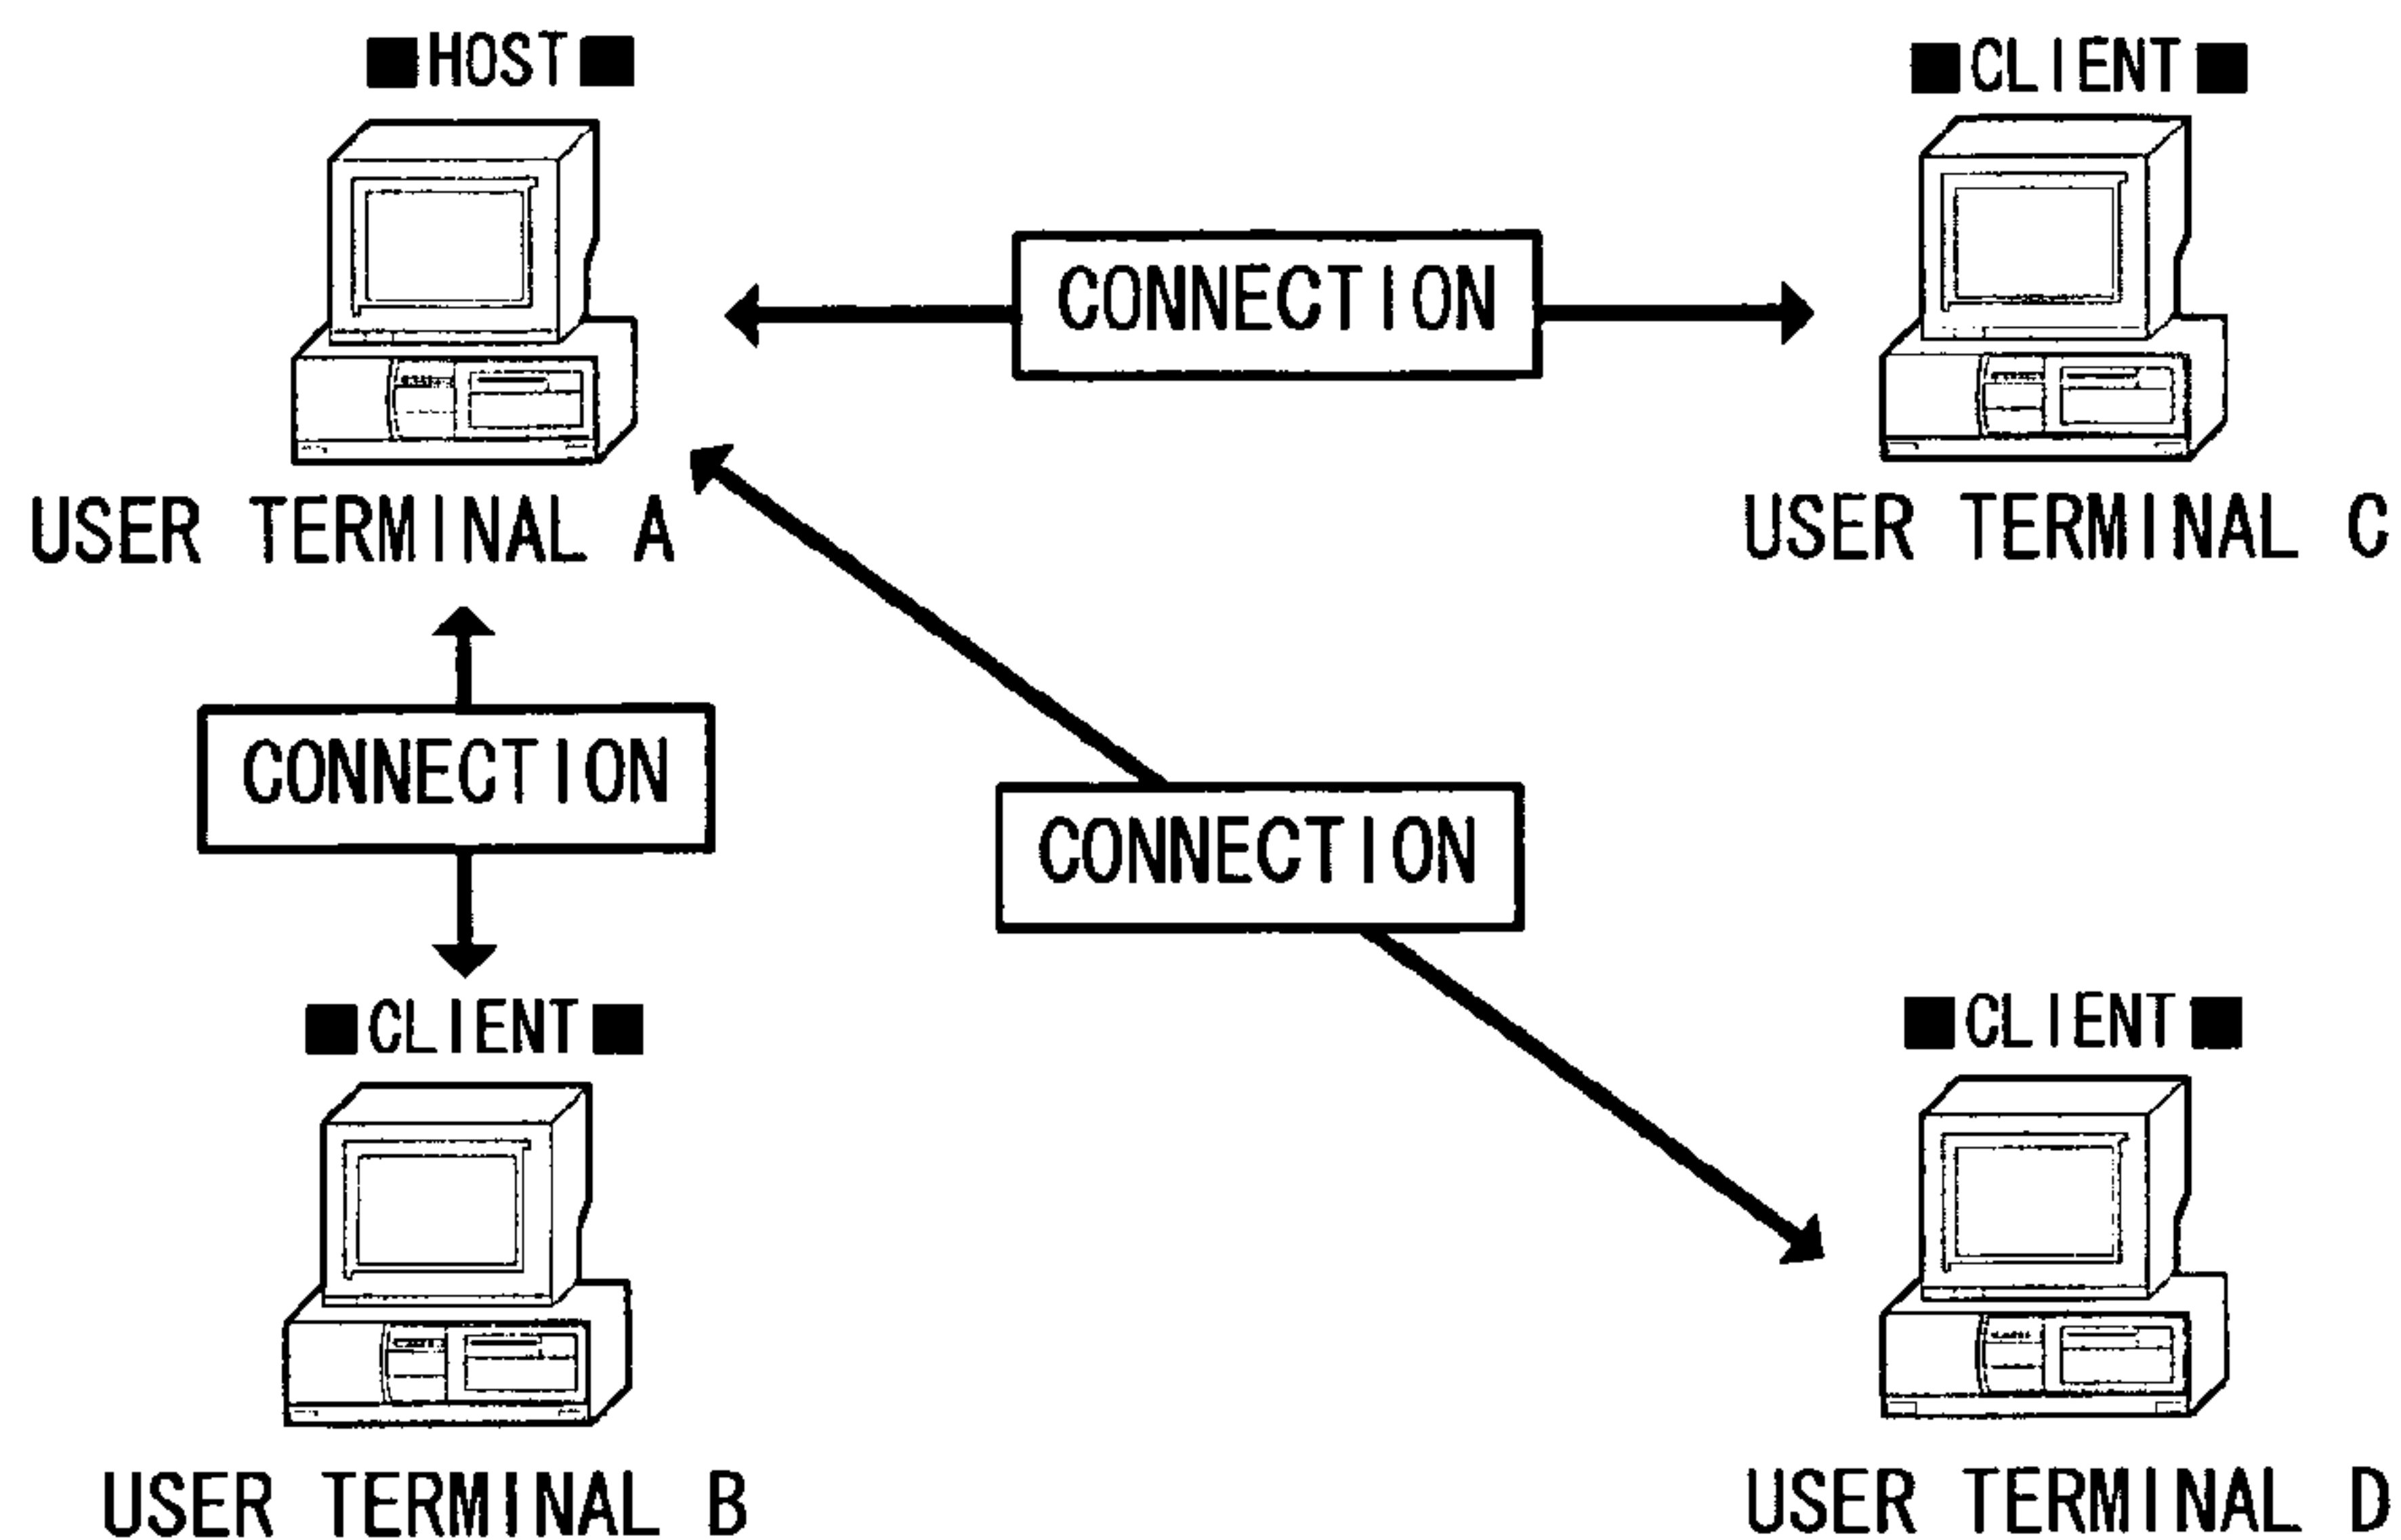 ■HOST■
■CLIENT■
CONNECTION
USER TERMINAL A
USER TERMINAL C
CONNECTION
CONNECTION
■CLIENT■
■CLIENT■
USER TERMINAL B
USER TERMINAL D